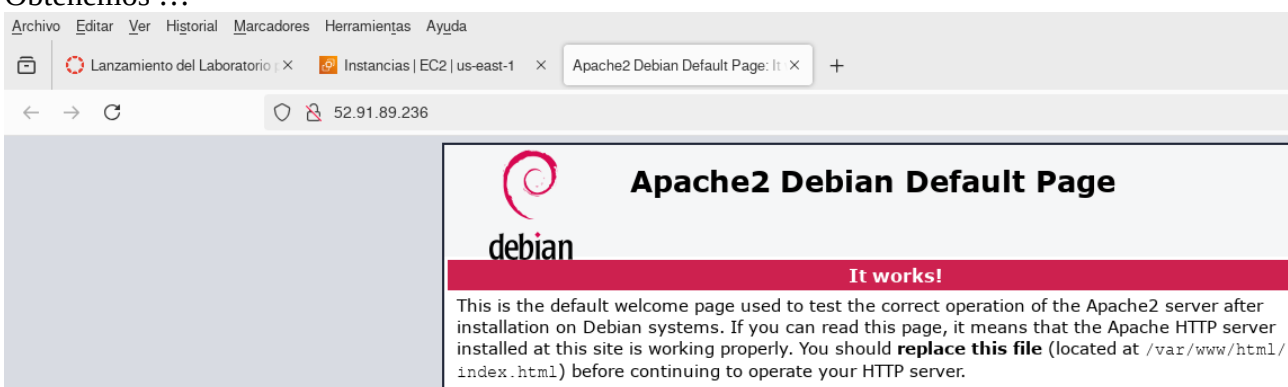 Obtenemos …
Archivo Editar Ver Historial Marcadores Herramientas Ayuda
Lanzamiento del Laboratorio
Instancias | EC2 | us-east-1
Apache2 Debian Default Page: It
52.91.89.236
debian
Apache2 Debian Default Page
It works!
This is the default welcome page used to test the correct operation of the Apache2 server after
installation on Debian systems. If you can read this page, it means that the Apache HTTP server
installed at this site is working properly. You should replace this file (located at /var/www/html/
index.html) before continuing to operate your HTTP server.